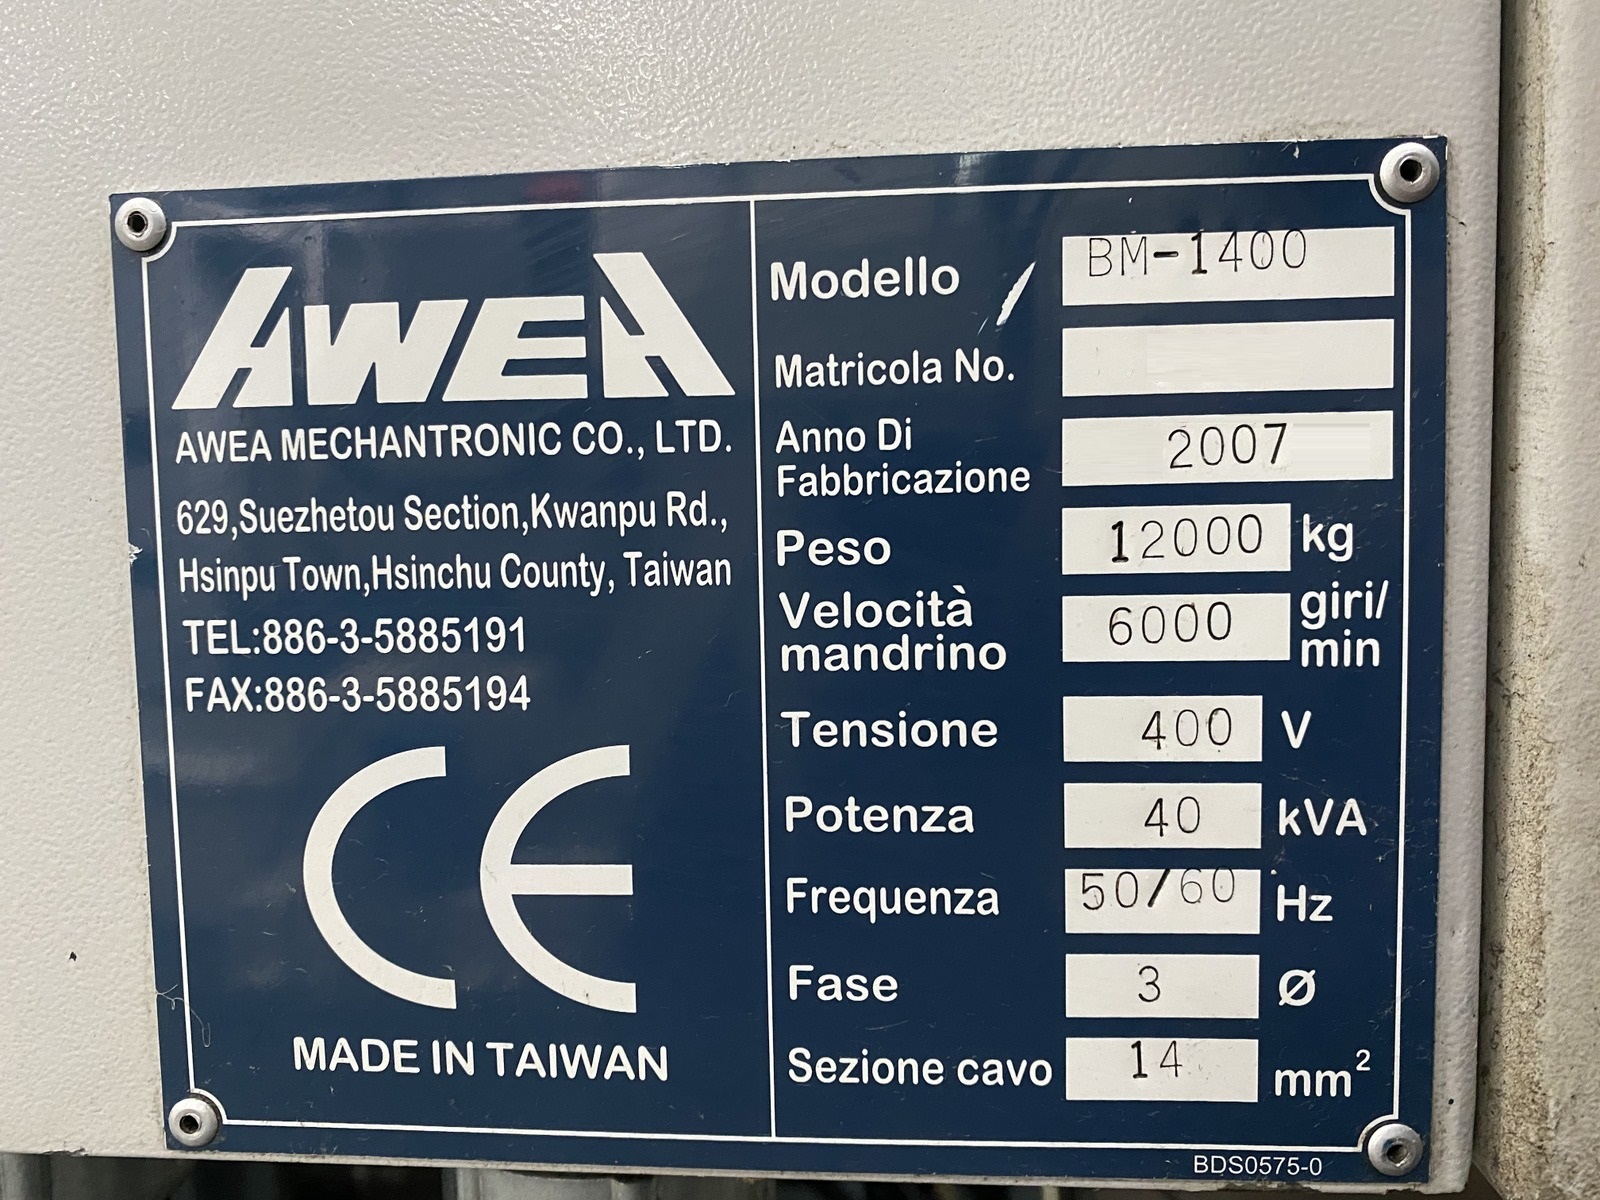 AWEA
AWEA MECHANTRONIC CO., LTD.
629,Suezhetou Section,Kwanpu Rd.,
Hsinpu Town,Hsinchu County, Taiwan
TEL:886-3-5885191
FAX:886-3-5885194
CE
MADE IN TAIWAN
Modello BM-1400
Matricola No.
Anno Di
Fabbricazione 2007
Peso 12000 kg
Velocità
mandrino 6000 giri/
min
Tensione 400 V
Potenza 40 kVA
Frequenza 50/60 Hz
Fase 3 Ø
Sezione cavo 14 mm²
BDS0575-0